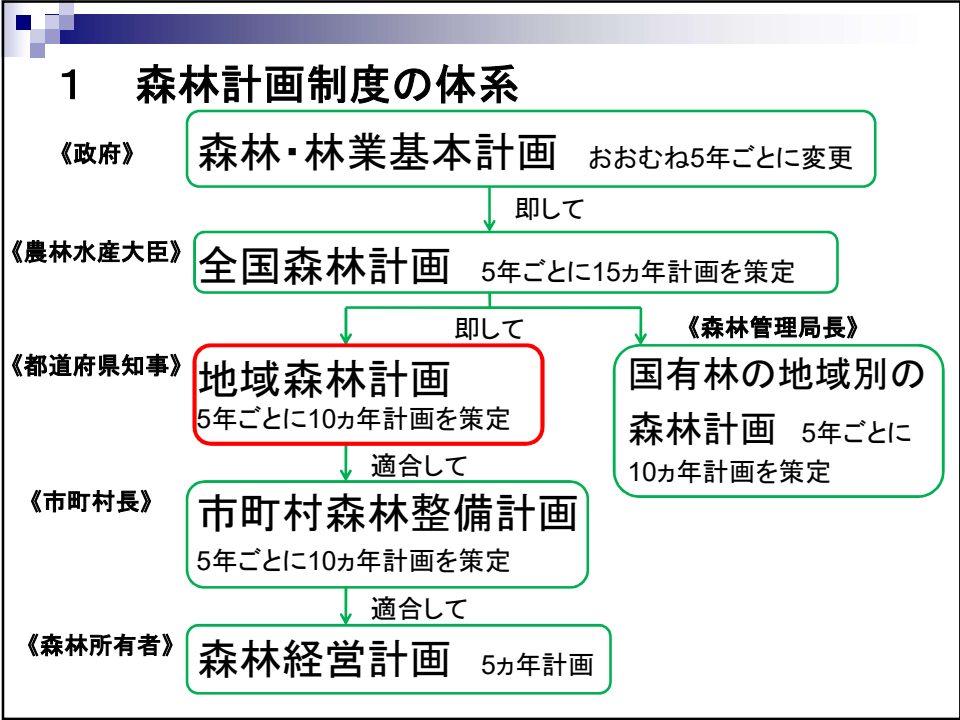 1 森林計画制度の体系
《政府》
森林・林業基本計画 おおむね5年ごとに変更
即して
《農林水産大臣》
全国森林計画 5年ごとに15ヵ年計画を策定
即して
《森林管理局長》
《都道府県知事》
地域森林計画
5年ごとに10ヵ年計画を策定
国有林の地域別の
森林計画 5年ごとに
10ヵ年計画を策定
適合して
《市町村長》
市町村森林整備計画
5年ごとに10ヵ年計画を策定
適合して
《森林所有者》
森林経営計画 5ヵ年計画